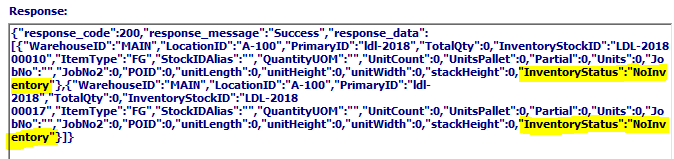 Response:
{"response_code":200,"response_message":"Success","response_data":
[{"WarehouseID":"MAIN","LocationID":"A-100","PrimaryID":"ldl-2018","TotalQty":0,"InventoryStockID":"LDL-2018
00010","ItemType":"FG","StockIDAlias":"","QuantityUOM":"","UnitCount":0,"UnitsPallet":0,"Partial":0,"Units":0,"Jo
bNo":"","JobNo2":0,"POID":0,"unitLength":0,"unitHeight":0,"unitWidth":0,"stackHeight":0,"InventoryStatus":"NoInv
entory"},{"WarehouseID":"MAIN","LocationID":"A-100","PrimaryID":"ldl-
2018","TotalQty":0,"InventoryStockID":"LDL-2018
00017","ItemType":"FG","StockIDAlias":"","QuantityUOM":"","UnitCount":0,"UnitsPallet":0,"Partial":0,"Units":0,"Jo
bNo":"","JobNo2":0,"POID":0,"unitLength":0,"unitHeight":0,"unitWidth":0,"stackHeight":0,"InventoryStatus":"NoInv
entory"}]}